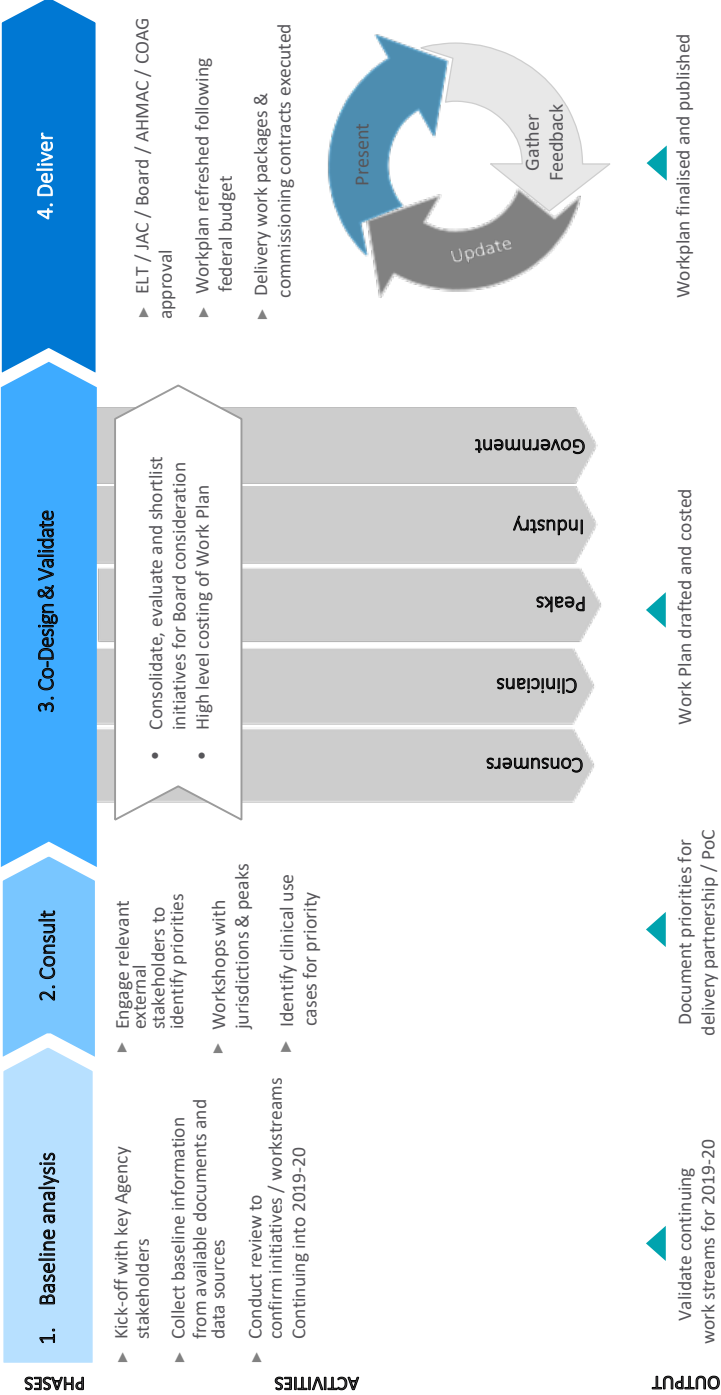 PHASES
1. Baseline analysis
2. Consult
3. Co-Design & Validate
4. Deliver
ACTIVITIES
► Kick-off with key Agency
stakeholders
► Collect baseline information
from available documents and
data sources
► Conduct review to
confirm initiatives / workstreams
Continuing into 2019-20
► Engage relevant
external
stakeholders to
identify priorities
► Workshops with
jurisdictions & peaks
► Identify clinical use
cases for priority
• Consolidate, evaluate and shortlist
initiatives for Board consideration
• High level costing of Work Plan
Consumers
Clinicians
Peaks
Industry
Government
► ELT / JAC / Board / AHMAC / COAG
approval
► Workplan refreshed following
federal budget
► Delivery work packages &
commissioning contracts executed
Present
Gather
Feedback
Update
OUTPUT
Validate continuing
work streams for 2019-20
Document priorities for
delivery partnership / PoC
Work Plan drafted and costed
Workplan finalised and published